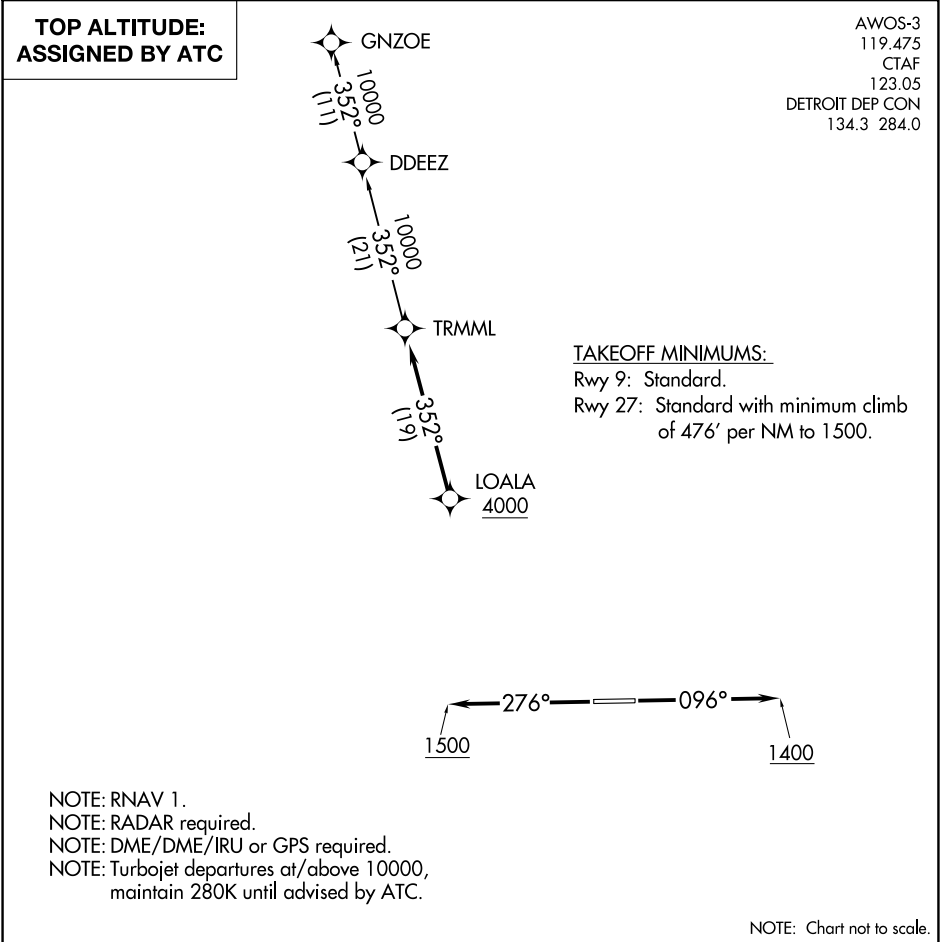 TOP ALTITUDE:
ASSIGNED BY ATC
AWOS-3
119.475
CTAF
123.05
DETROIT DEP CON
134.3 284.0
GNZOE
10000
352°
(11)
DDEEZ
10000
352°
(21)
TRMML
352°
(19)
LOALA
4000
TAKEOFF MINIMUMS:
Rwy 9: Standard.
Rwy 27: Standard with minimum climb
of 476' per NM to 1500.
276°
096°
1500
1400
NOTE: RNAV 1.
NOTE: RADAR required.
NOTE: DME/DME/IRU or GPS required.
NOTE: Turbojet departures at/above 10000,
maintain 280K until advised by ATC.
NOTE: Chart not to scale.